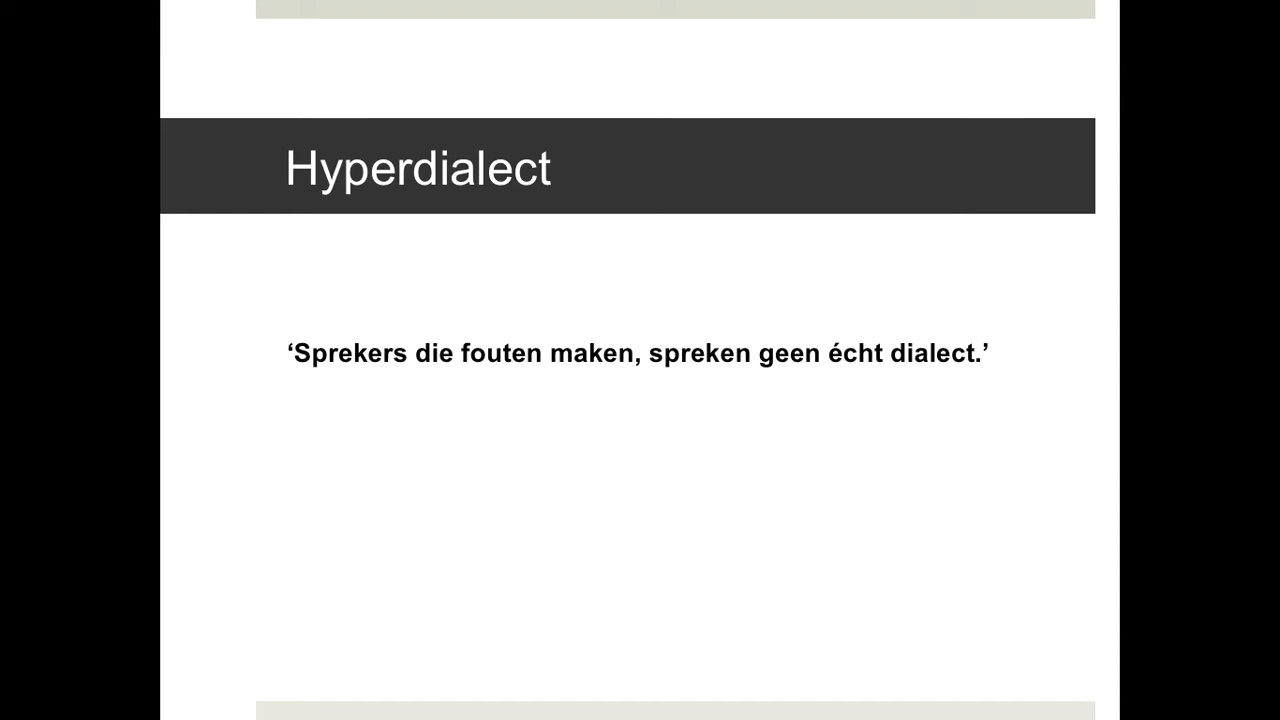 Hyperdialect
‘Sprekers die fouten maken, spreken geen écht dialect.’